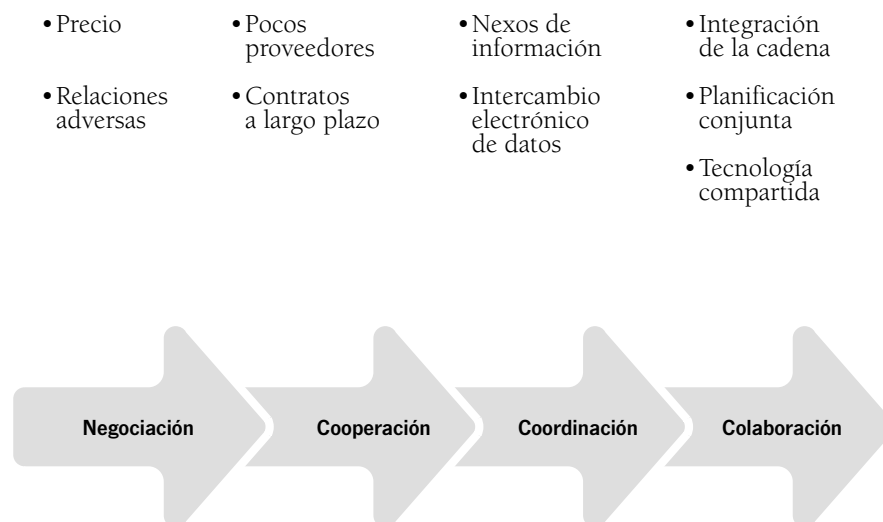 • Precio
• Relaciones
adversas
• Pocos
proveedores
• Contratos
a largo plazo
• Nexos de
información
• Intercambio
electrónico
de datos
• Integración
de la cadena
• Planificación
conjunta
• Tecnología
compartida
Negociación
Cooperación
Coordinación
Colaboración